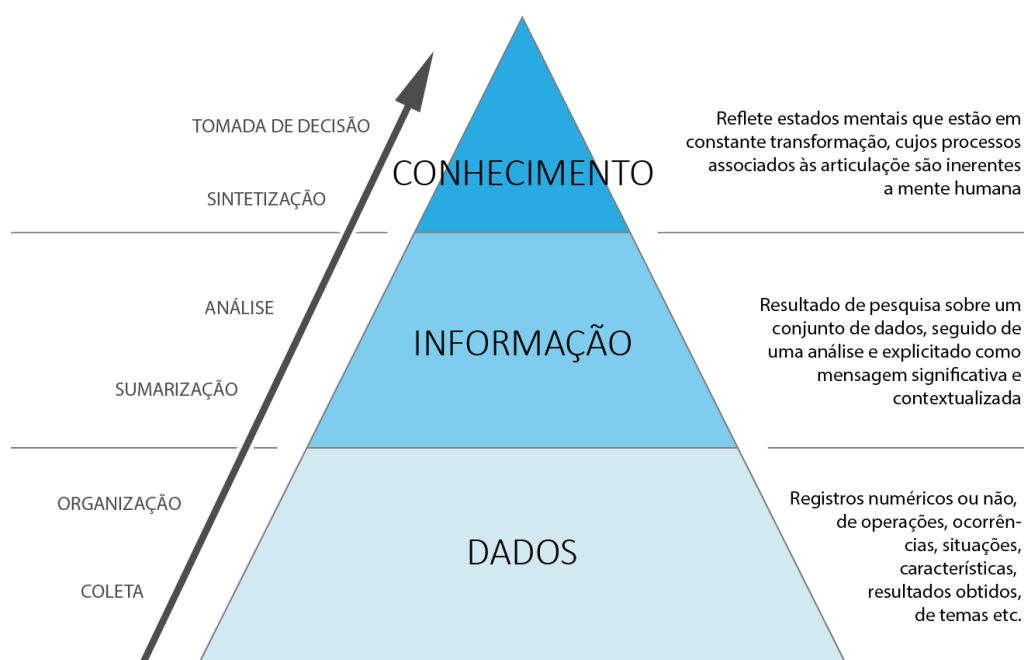 TOMADA DE DECISÃO
SINTETIZAÇÃO
CONHECIMENTO
Reflete estados mentais que estão em
constante transformação, cujos processos
associados às articulaçõe são inerentes
a mente humana
ANÁLISE
SUMARIZAÇÃO
INFORMAÇÃO
Resultado de pesquisa sobre um
conjunto de dados, seguido de
uma análise e explicitado como
mensagem significativa e
contextualizada
ORGANIZAÇÃO
COLETA
DADOS
Registros numéricos ou não,
de operações, ocorrên-
cias, situações,
características,
resultados obtidos,
de temas etc.